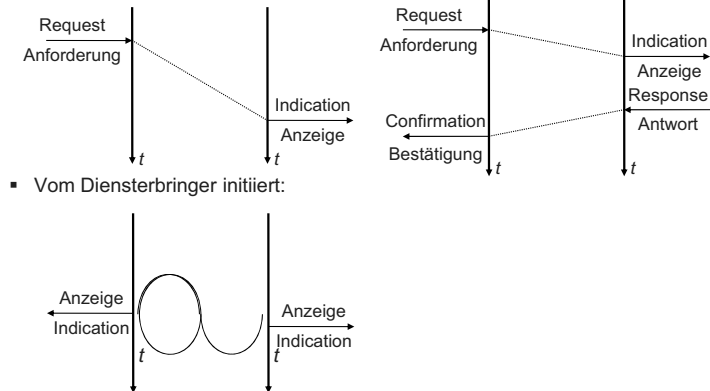 Request
Anforderung
Indication
Anzeige
t
t
Request
Anforderung
Indication
Anzeige
Response
Antwort
Confirmation
Bestätigung
t
t
▪ Vom Diensterbringer initiiert:
Anzeige
Indication
Anzeige
Indication
t
t